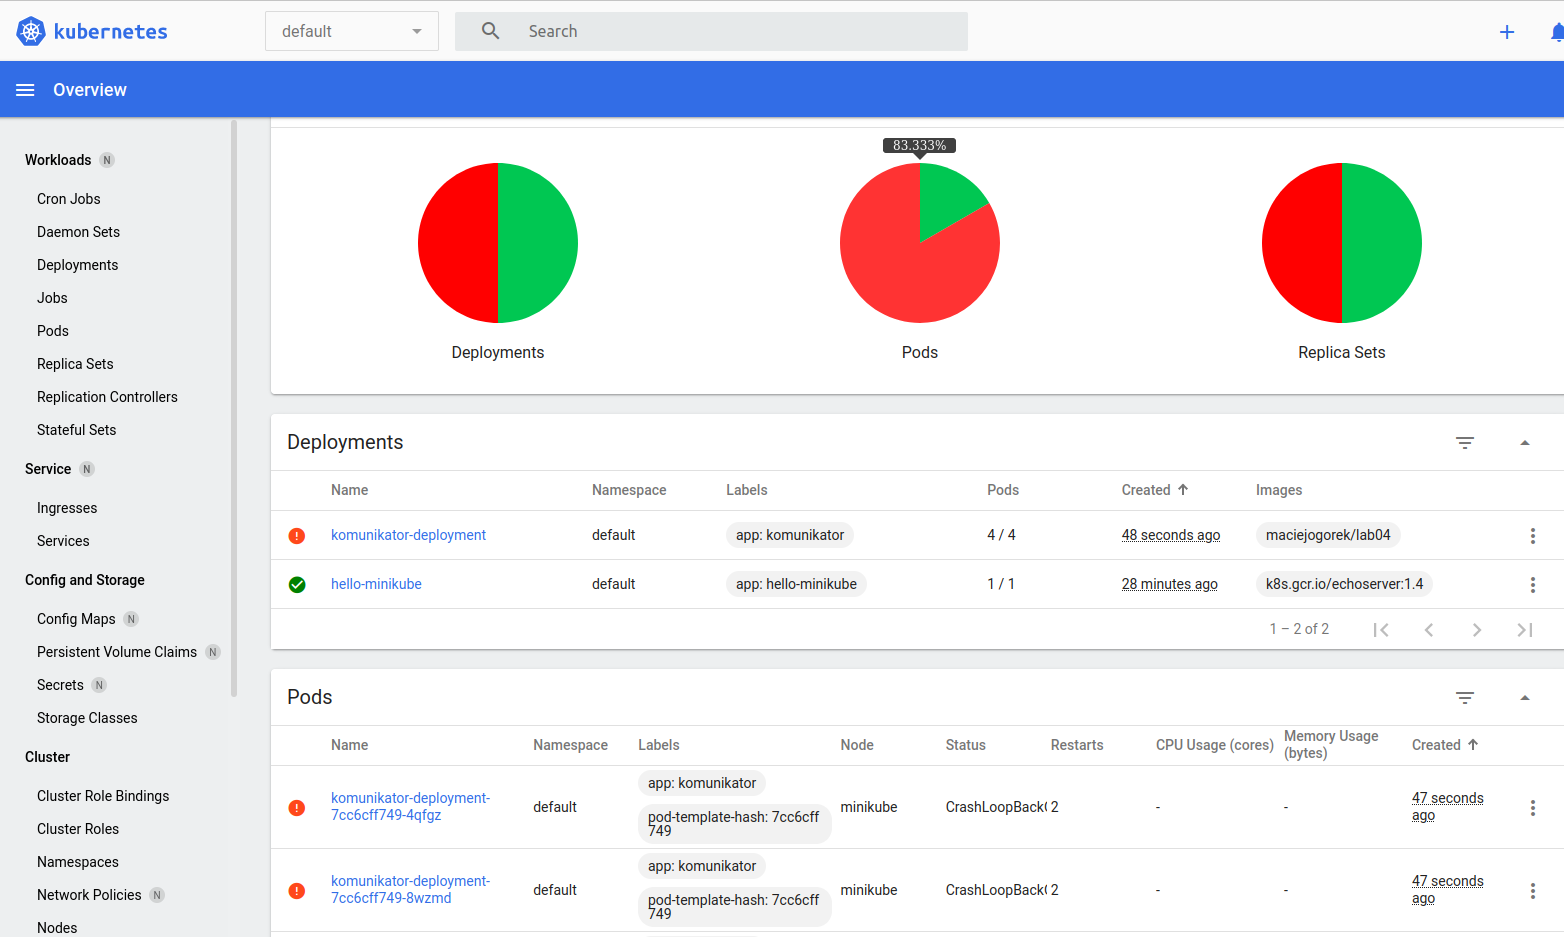 kubernetes
default
Search
Overview
Workloads N
Cron Jobs
Daemon Sets
Deployments
Jobs
Pods
Replica Sets
Replication Controllers
Stateful Sets
Service N
Ingresses
Services
Config and Storage
Config Maps N
Persistent Volume Claims N
Secrets N
Storage Classes
Cluster
Cluster Role Bindings
Cluster Roles
Namespaces
Network Policies N
Nodes
83.333%
Deployments
Pods
Replica Sets
Deployments
Name Namespace Labels Pods Created Images
komunikator-deployment default app: komunikator 4 / 4 48 seconds ago maciejogorek/lab04
hello-minikube default app: hello-minikube 1 / 1 28 minutes ago k8s.gcr.io/echoserver:1.4
1 – 2 of 2
Pods
Name Namespace Labels Node Status Restarts CPU Usage (cores) Memory Usage (bytes) Created
komunikator-deployment-
7cc6cff749-4qfgz
default
app: komunikator
pod-template-hash: 7cc6cff
749
minikube CrashLoopBack 2 - -
47 seconds
ago
komunikator-deployment-
7cc6cff749-8wzmd
default
app: komunikator
pod-template-hash: 7cc6cff
749
minikube CrashLoopBack 2 - -
47 seconds
ago